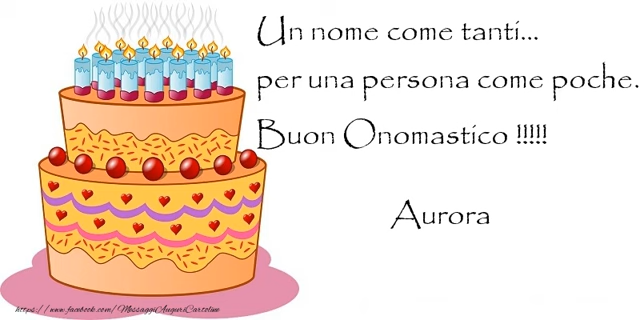 Un nome come tanti...
per una persona come poche.
Buon Onomastico !!!!!
Aurora
https://www.facebook.com/MessaggiAuguriCartoline